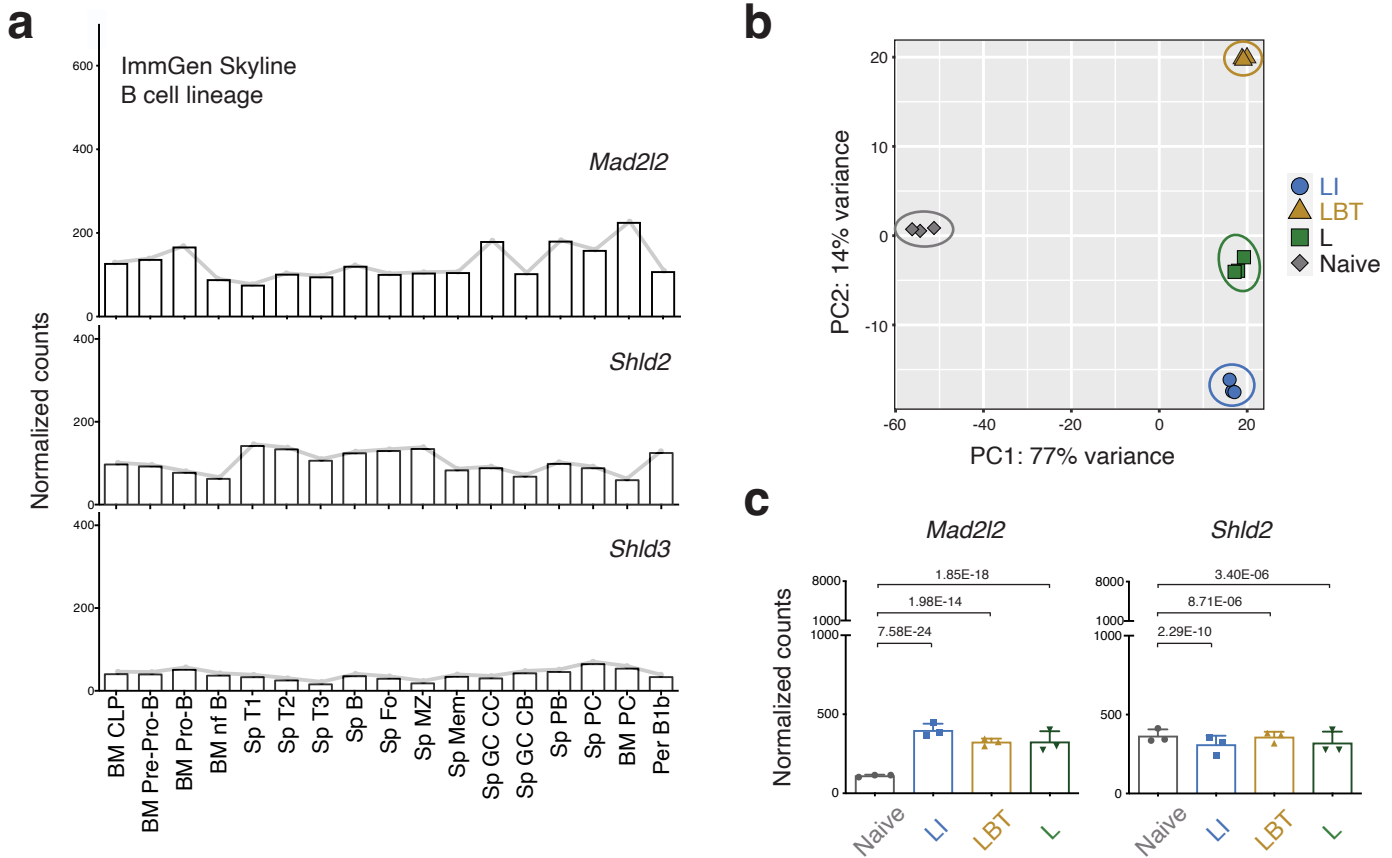 a
ImmGen Skyline
B cell lineage
Normalized counts
Mad2l2
600
400
200
0
Shld2
400
200
0
Shld3
400
200
0
BM CLP
BM Pre-Pro-B
BM Pro-B
BM nf B
Sp T1
Sp T2
Sp T3
Sp B
Sp Fo
Sp MZ
Sp Mem
Sp GC CC
Sp GC CB
Sp PB
Sp PC
BM PC
Per B1b
b
PC2: 14% variance
20
10
0
-10
-60
-40
-20
0
20
PC1: 77% variance
LI
LBT
L
Naive
c
Normalized counts
Mad2l2
8000
1000
1000
500
0
1.85E-18
1.98E-14
7.58E-24
Naive
LI
LBT
L
Shld2
8000
1000
1000
500
0
3.40E-06
8.71E-06
2.29E-10
Naive
LI
LBT
L